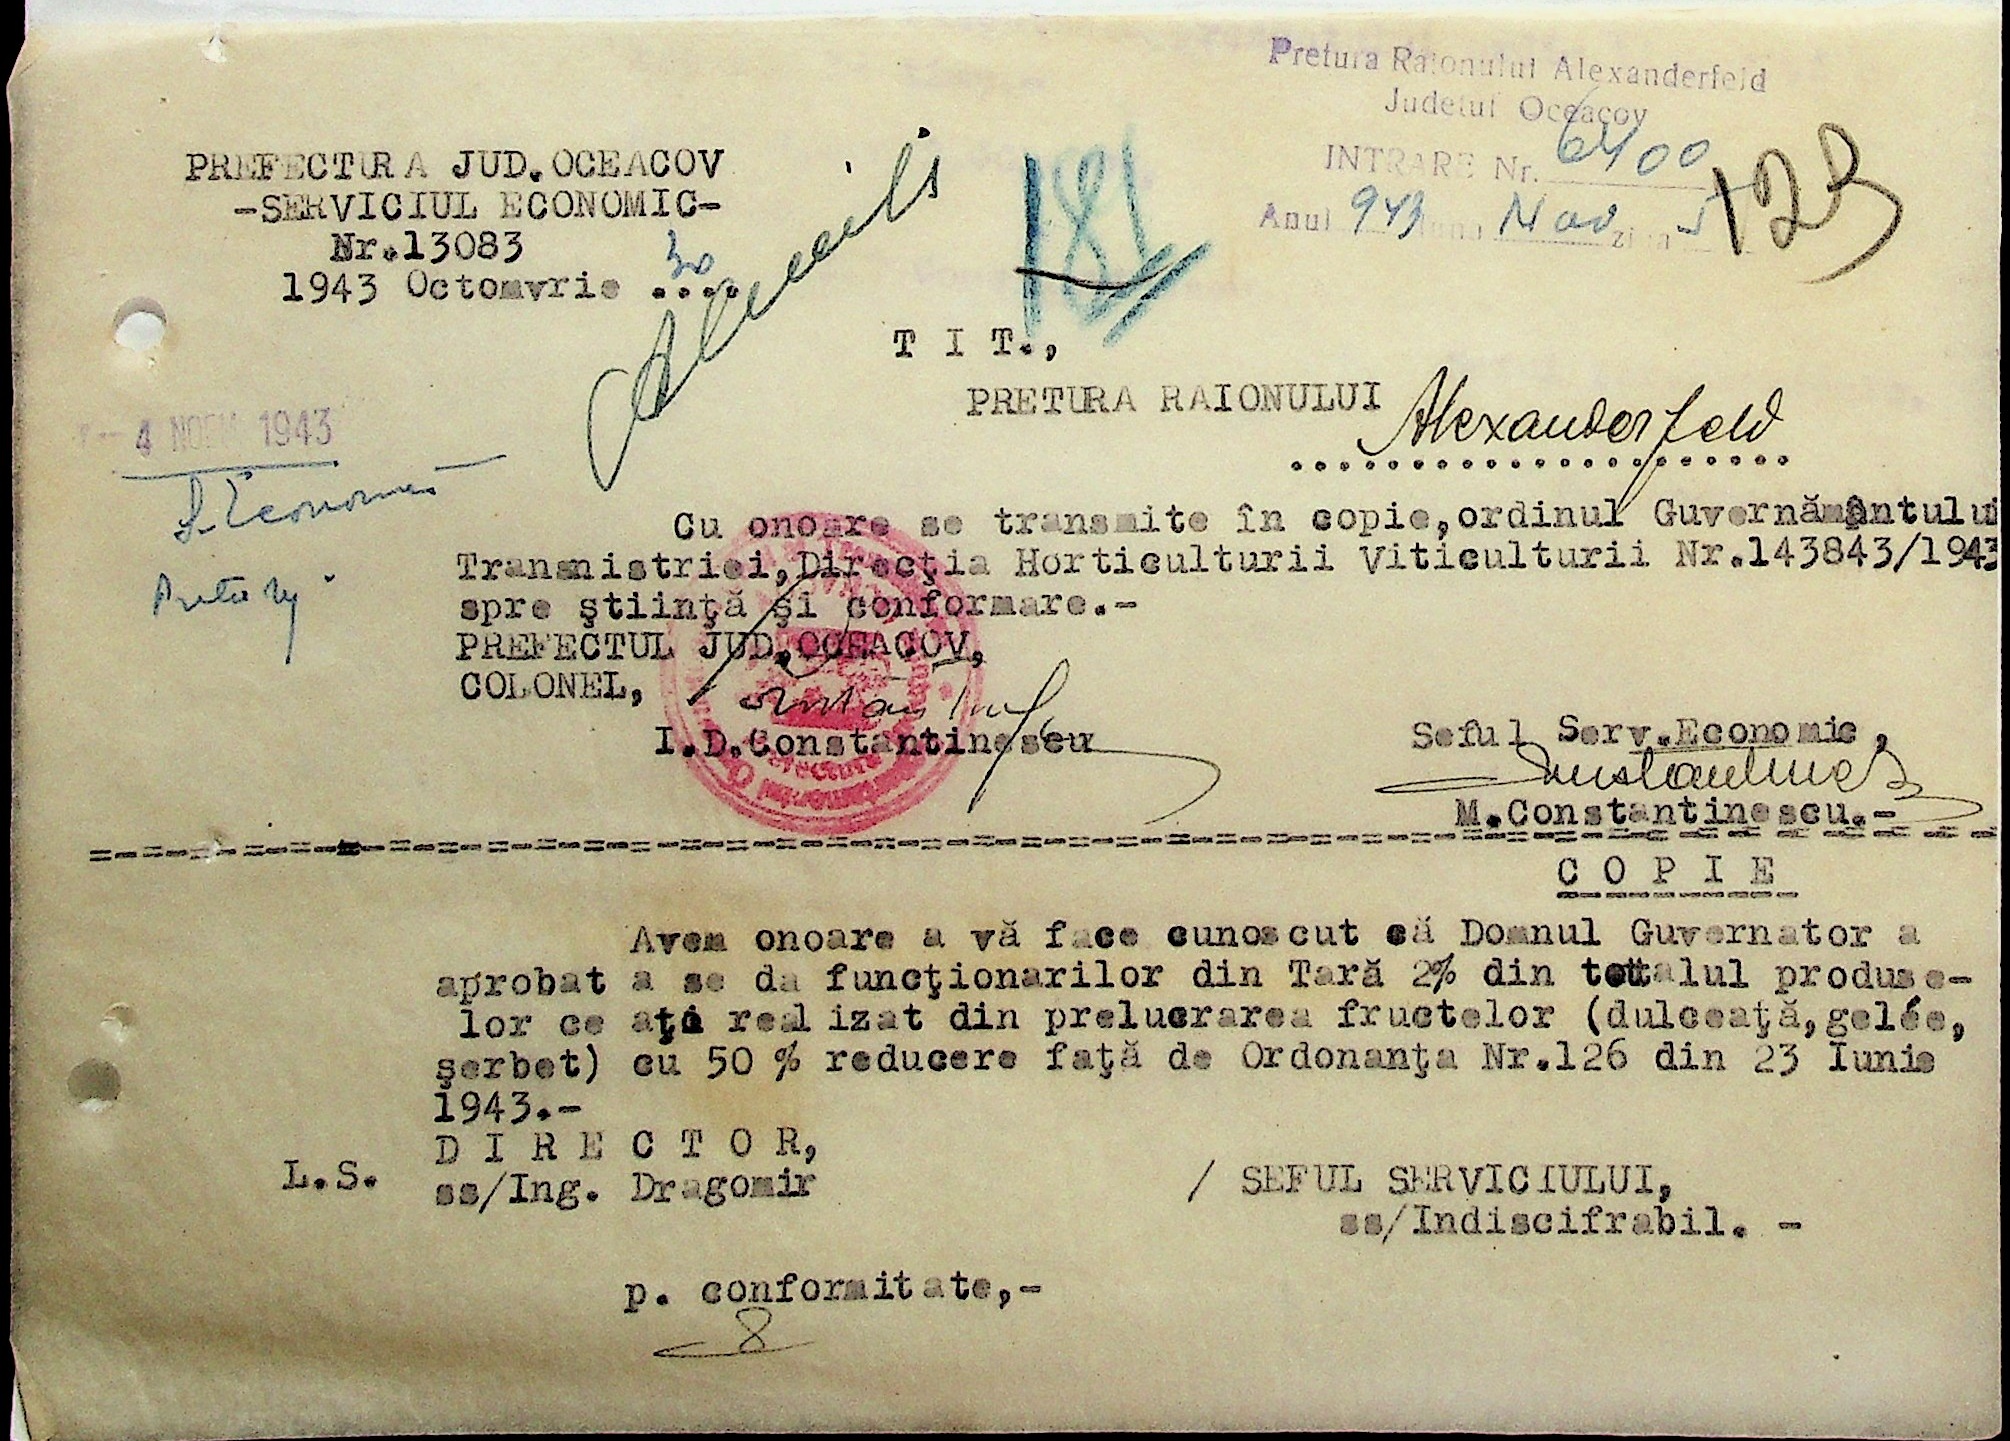 Pretura Raionului Alexanderfeld
Judetul Oceacov
INTRARE Nr. 6400
Anul 943 luna Nov ziua 5
123
181
PREFECTURA JUD.OCEACOV
-SERVICIUL ECONOMIC-
Nr.13083
1943 Octomvrie 30
T I T.,
PRETURA RAIONULUI Alexanderfeld
4 NOEM 1943
S. Economic
Cu onoare se transmite în copie,ordinul Guvernământului
Transnistriei,Direcţia Horticulturii Viticulturii Nr.143843/1943
spre ştiinţă şi conformare.-
PREFECTUL JUD.OCEACOV,
COLONEL,
I.D.Constantinescu
Seful Serv.Economic,
Constantinescu
M.Constantinescu.-
C O P I E
Avem onoare a vă face cunoscut că Domnul Guvernator a
aprobat a se da funcţionarilor din Tară 2% din totalul produse-
lor ce aţi realizat din prelucrarea fructelor (dulceaţă,gelée,
şerbet) cu 50 % reducere faţă de Ordonanţa Nr.126 din 23 Iunie
1943.-
D I R E C T O R,
L.S. ss/Ing. Dragomir
/ SEFUL SERVICIULUI,
ss/Indiscifrabil. -
p. conformitate,-